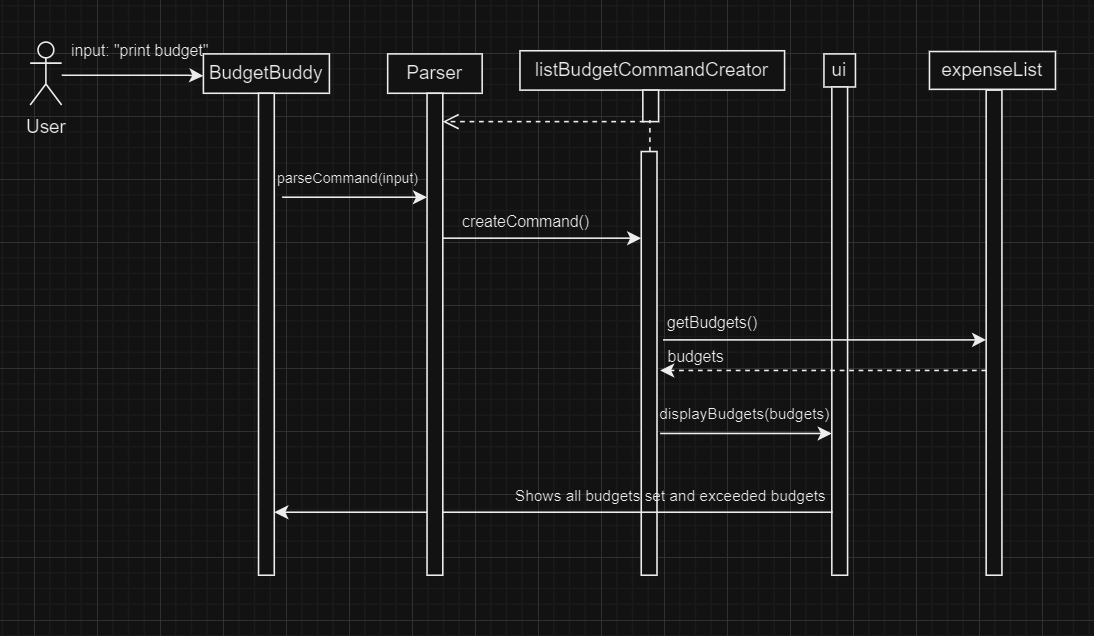 input: "print budget"
BudgetBuddy
Parser
listBudgetCommandCreator
ui
expenseList
User
parseCommand(input)
createCommand()
getBudgets()
budgets
displayBudgets(budgets)
Shows all budgets set and exceeded budgets